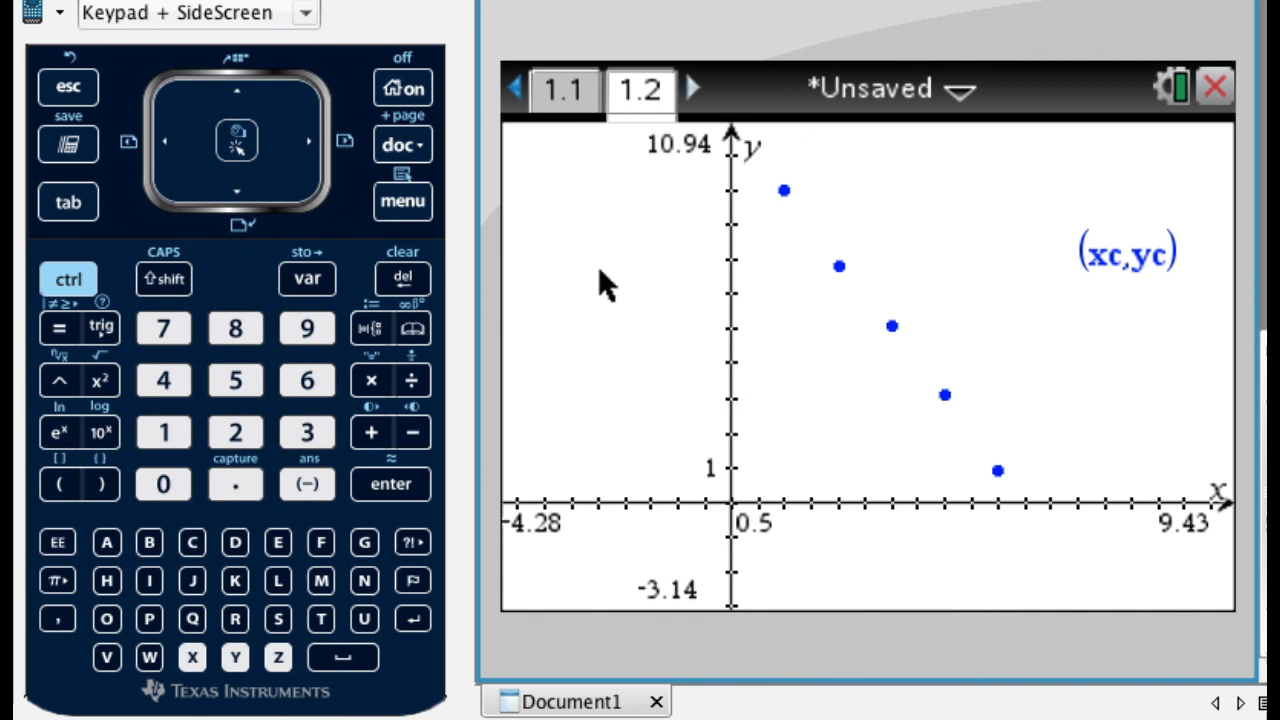 Keypad + SideScreen
off
esc
on
save
+ page
doc
tab
menu
CAPS
sto→
clear
ctrl
⇧shift
var
del
|≠≥▸
:=
∞β°
=
trig
7
8
9
ⁿ√x
√
"□"
÷
^
x²
4
5
6
×
÷
ln
log
eˣ
10ˣ
1
2
3
+
−
[ ]
{ }
capture
ans
≈
(
)
0
.
(−)
enter
EE
A
B
C
D
E
F
G
?!▸
π▸
H
I
J
K
L
M
N
,
O
P
Q
R
S
T
U
V
W
X
Y
Z
TEXAS INSTRUMENTS
1.1
1.2
*Unsaved
10.94
y
(xc,yc)
1
x
-4.28
0.5
9.43
-3.14
Document1